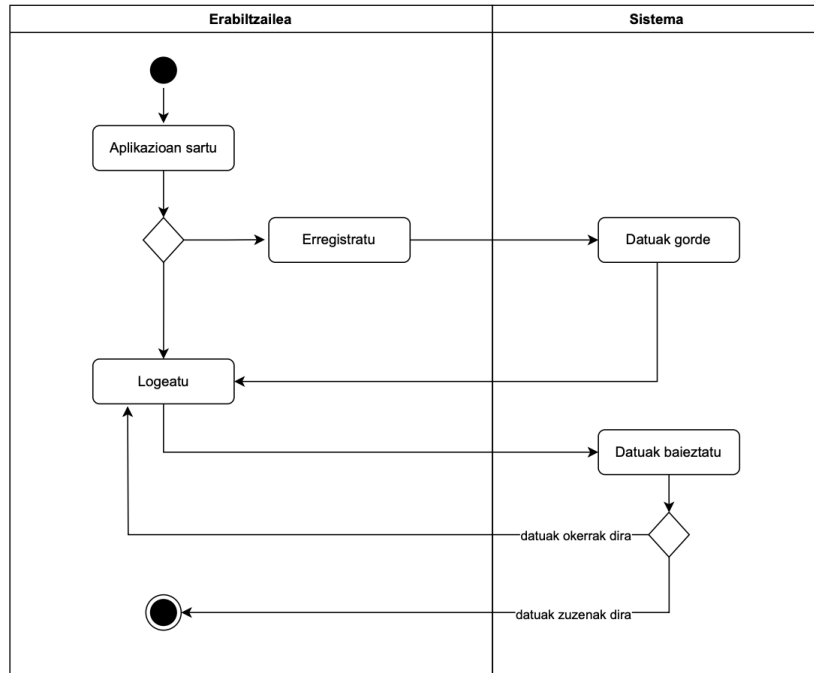 Erabiltzailea
Sistema
Aplikazioan sartu
Erregistratu
Datuak gorde
Logeatu
Datuak baieztatu
datuak okerrak dira
datuak zuzenak dira